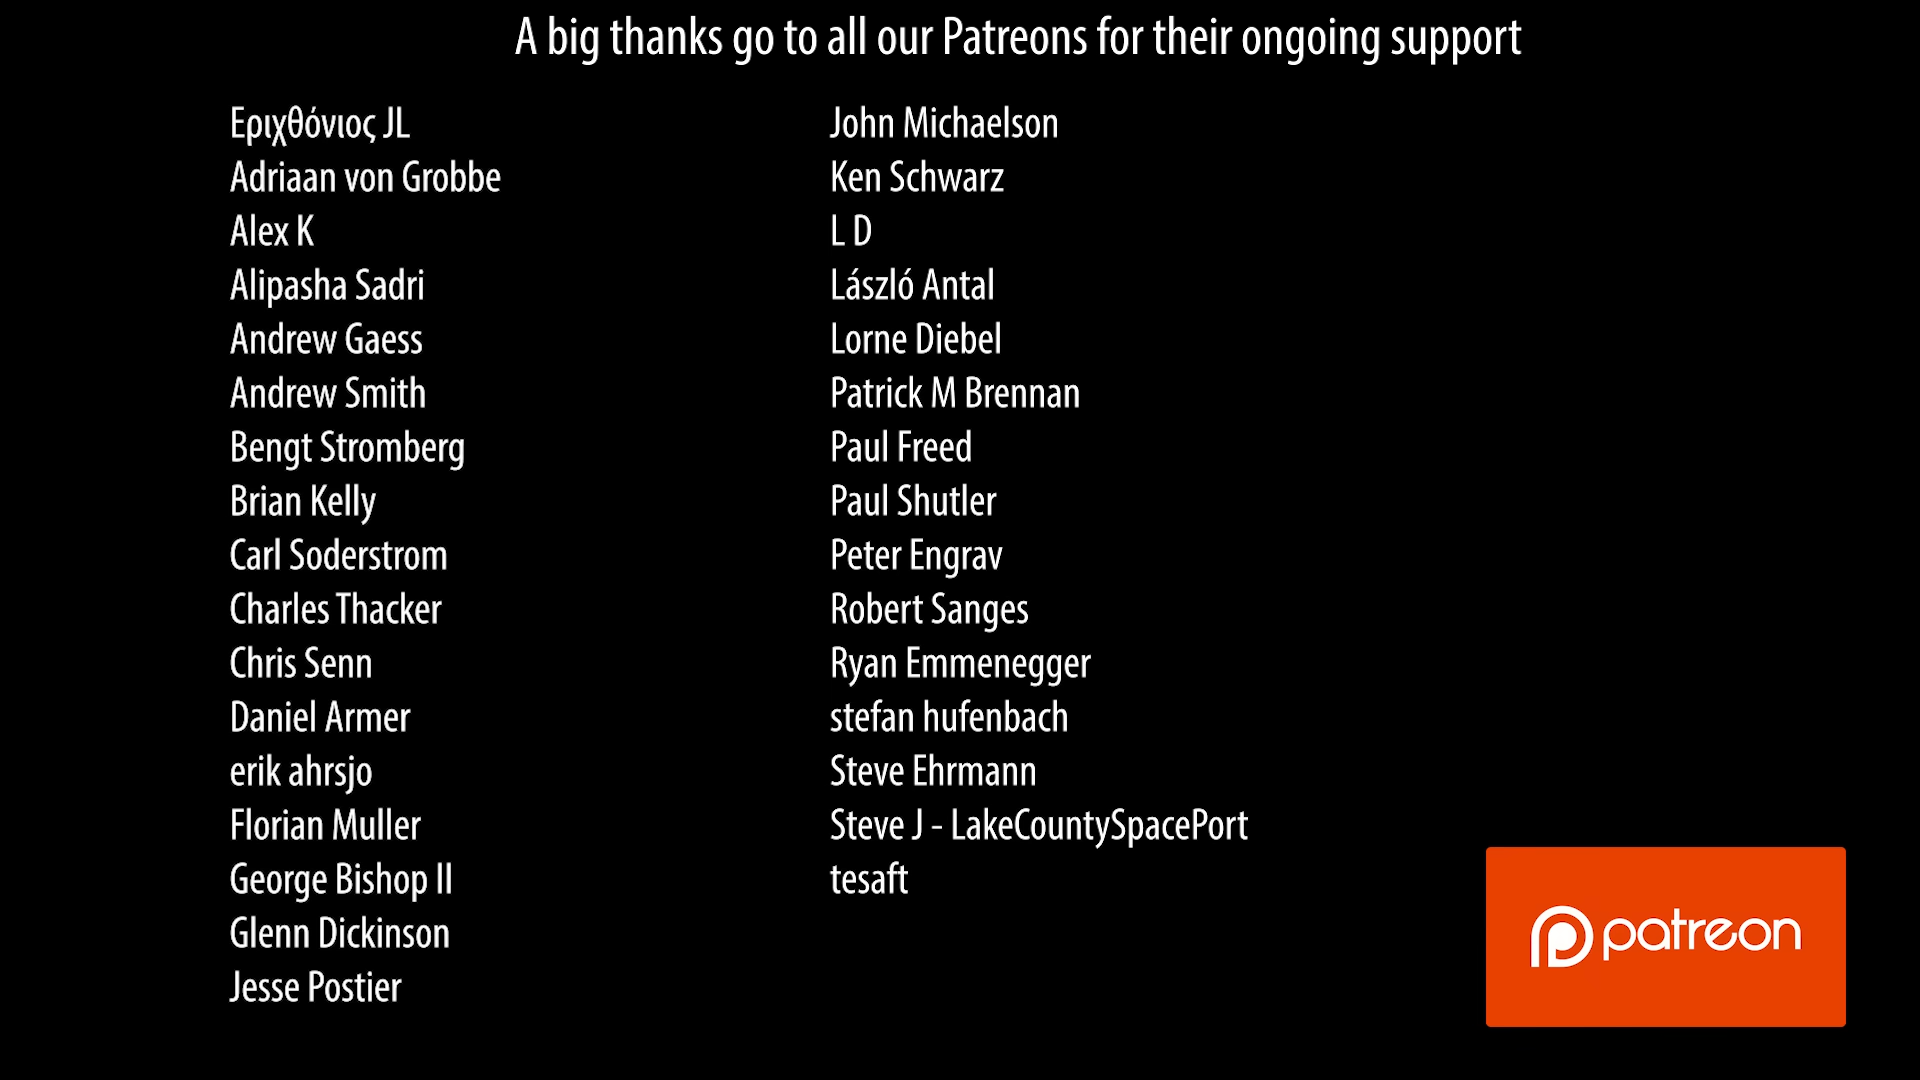 A big thanks go to all our Patreons for their ongoing support
Εριχθόνιος JL
Adriaan von Grobbe
Alex K
Alipasha Sadri
Andrew Gaess
Andrew Smith
Bengt Stromberg
Brian Kelly
Carl Soderstrom
Charles Thacker
Chris Senn
Daniel Armer
erik ahrsjo
Florian Muller
George Bishop II
Glenn Dickinson
Jesse Postier
John Michaelson
Ken Schwarz
L D
László Antal
Lorne Diebel
Patrick M Brennan
Paul Freed
Paul Shutler
Peter Engrav
Robert Sanges
Ryan Emmenegger
stefan hufenbach
Steve Ehrmann
Steve J - LakeCountySpacePort
tesaft
patreon